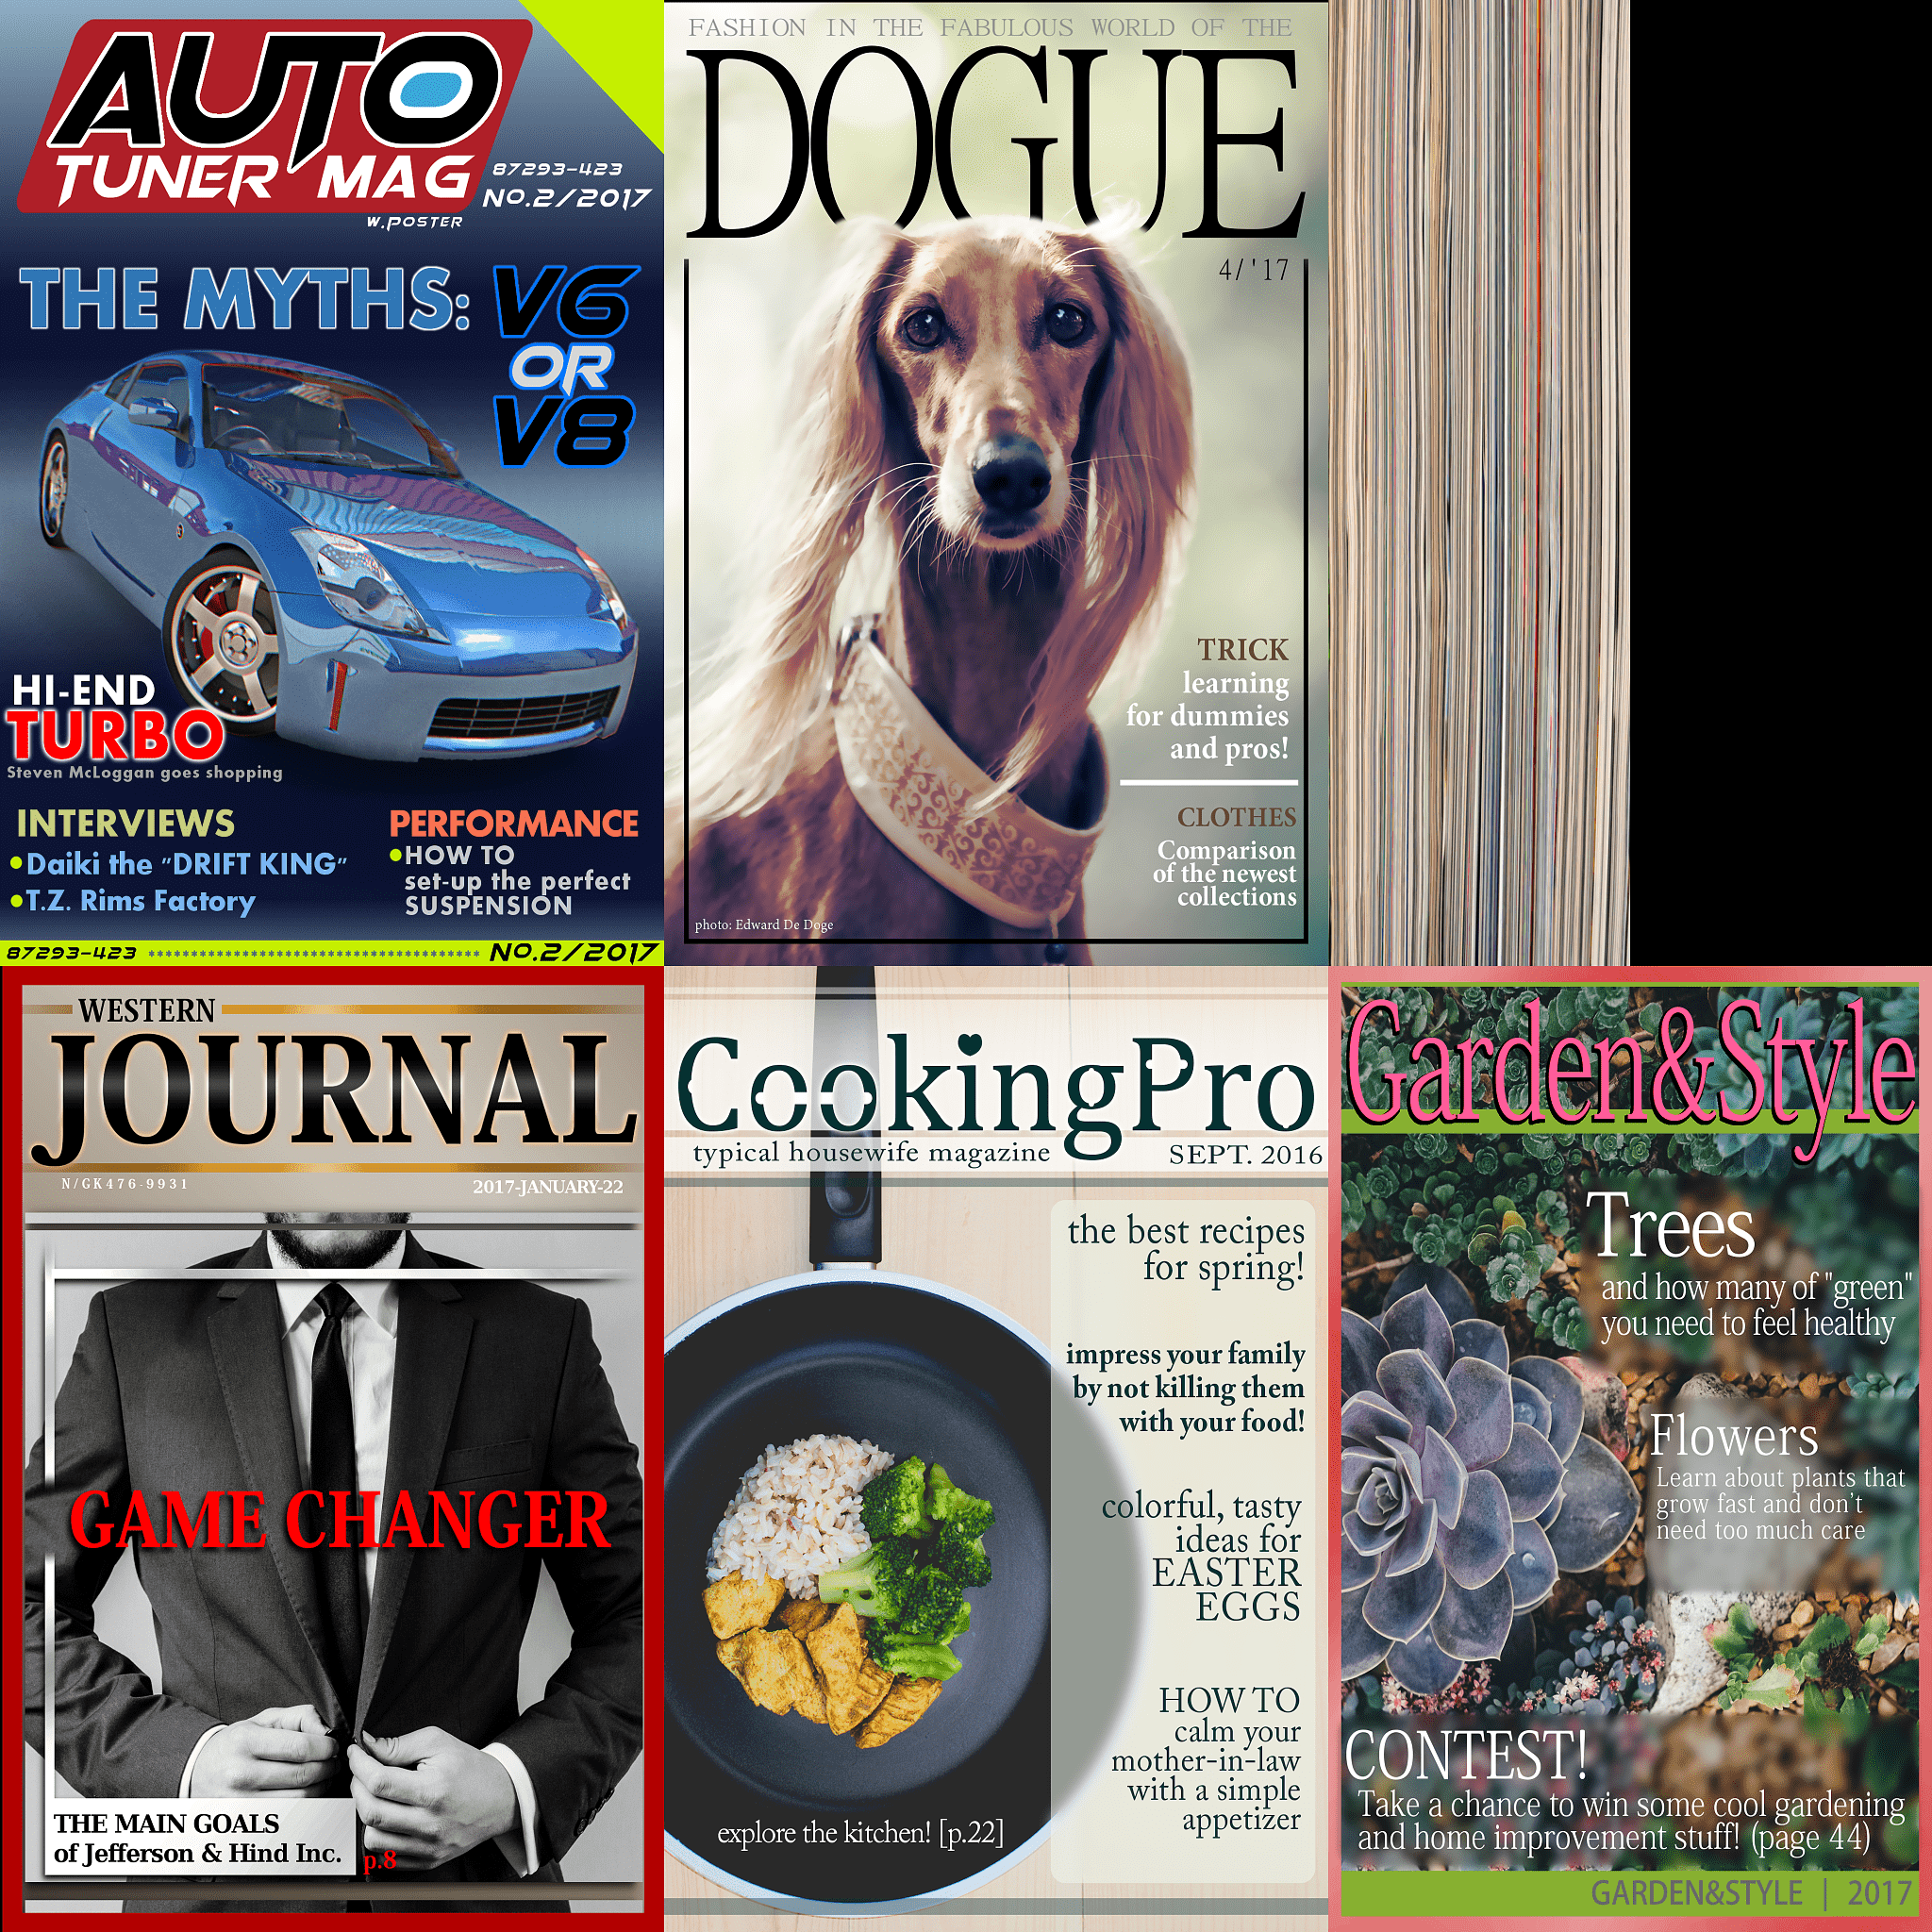 AUTO
TUNER MAG
87293-423
NO.2/2017
W.POSTER
THE MYTHS:
V6
OR
V8
HI-END
TURBO
Steven McLoggan goes shopping
INTERVIEWS
•Daiki the "DRIFT KING"
•T.Z. Rims Factory
PERFORMANCE
•HOW TO
set-up the perfect
SUSPENSION
87293-423 NO.2/2017
FASHION IN THE FABULOUS WORLD OF THE
DOGUE
4/'17
TRICK
learning
for dummies
and pros!
CLOTHES
Comparison
of the newest
collections
photo: Edward De Doge
WESTERN
JOURNAL
N/GK476-9931
2017-JANUARY-22
GAME CHANGER
THE MAIN GOALS
of Jefferson & Hind Inc.
p.8
CookingPro
typical housewife magazine
SEPT. 2016
the best recipes
for spring!
impress your family
by not killing them
with your food!
colorful, tasty
ideas for
EASTER
EGGS
HOW TO
calm your
mother-in-law
with a simple
appetizer
explore the kitchen! [p.22]
Garden&Style
Trees
and how many of "green"
you need to feel healthy
Flowers
Learn about plants that
grow fast and don't
need too much care
CONTEST!
Take a chance to win some cool gardening
and home improvement stuff! (page 44)
GARDEN&STYLE | 2017